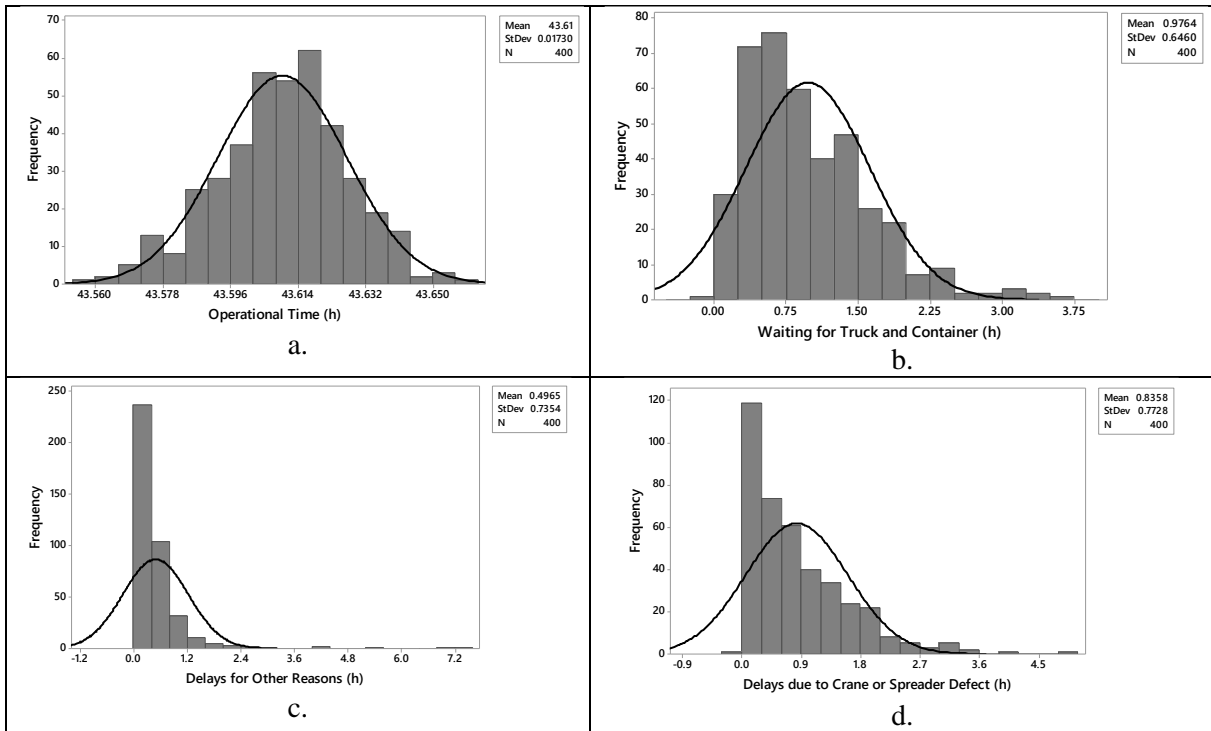 70
60
50
40
30
20
10
0
Frequency
43.560 43.578 43.596 43.614 43.632 43.650
Operational Time (h)
Mean 43.61
StDev 0.01730
N 400
a.
80
70
60
50
40
30
20
10
0
Frequency
0.00 0.75 1.50 2.25 3.00 3.75
Waiting for Truck and Container (h)
Mean 0.9764
StDev 0.6460
N 400
b.
250
200
150
100
50
0
Frequency
-1.2 0.0 1.2 2.4 3.6 4.8 6.0 7.2
Delays for Other Reasons (h)
Mean 0.4965
StDev 0.7354
N 400
c.
120
100
80
60
40
20
0
Frequency
-0.9 0.0 0.9 1.8 2.7 3.6 4.5
Delays due to Crane or Spreader Defect (h)
Mean 0.8358
StDev 0.7728
N 400
d.